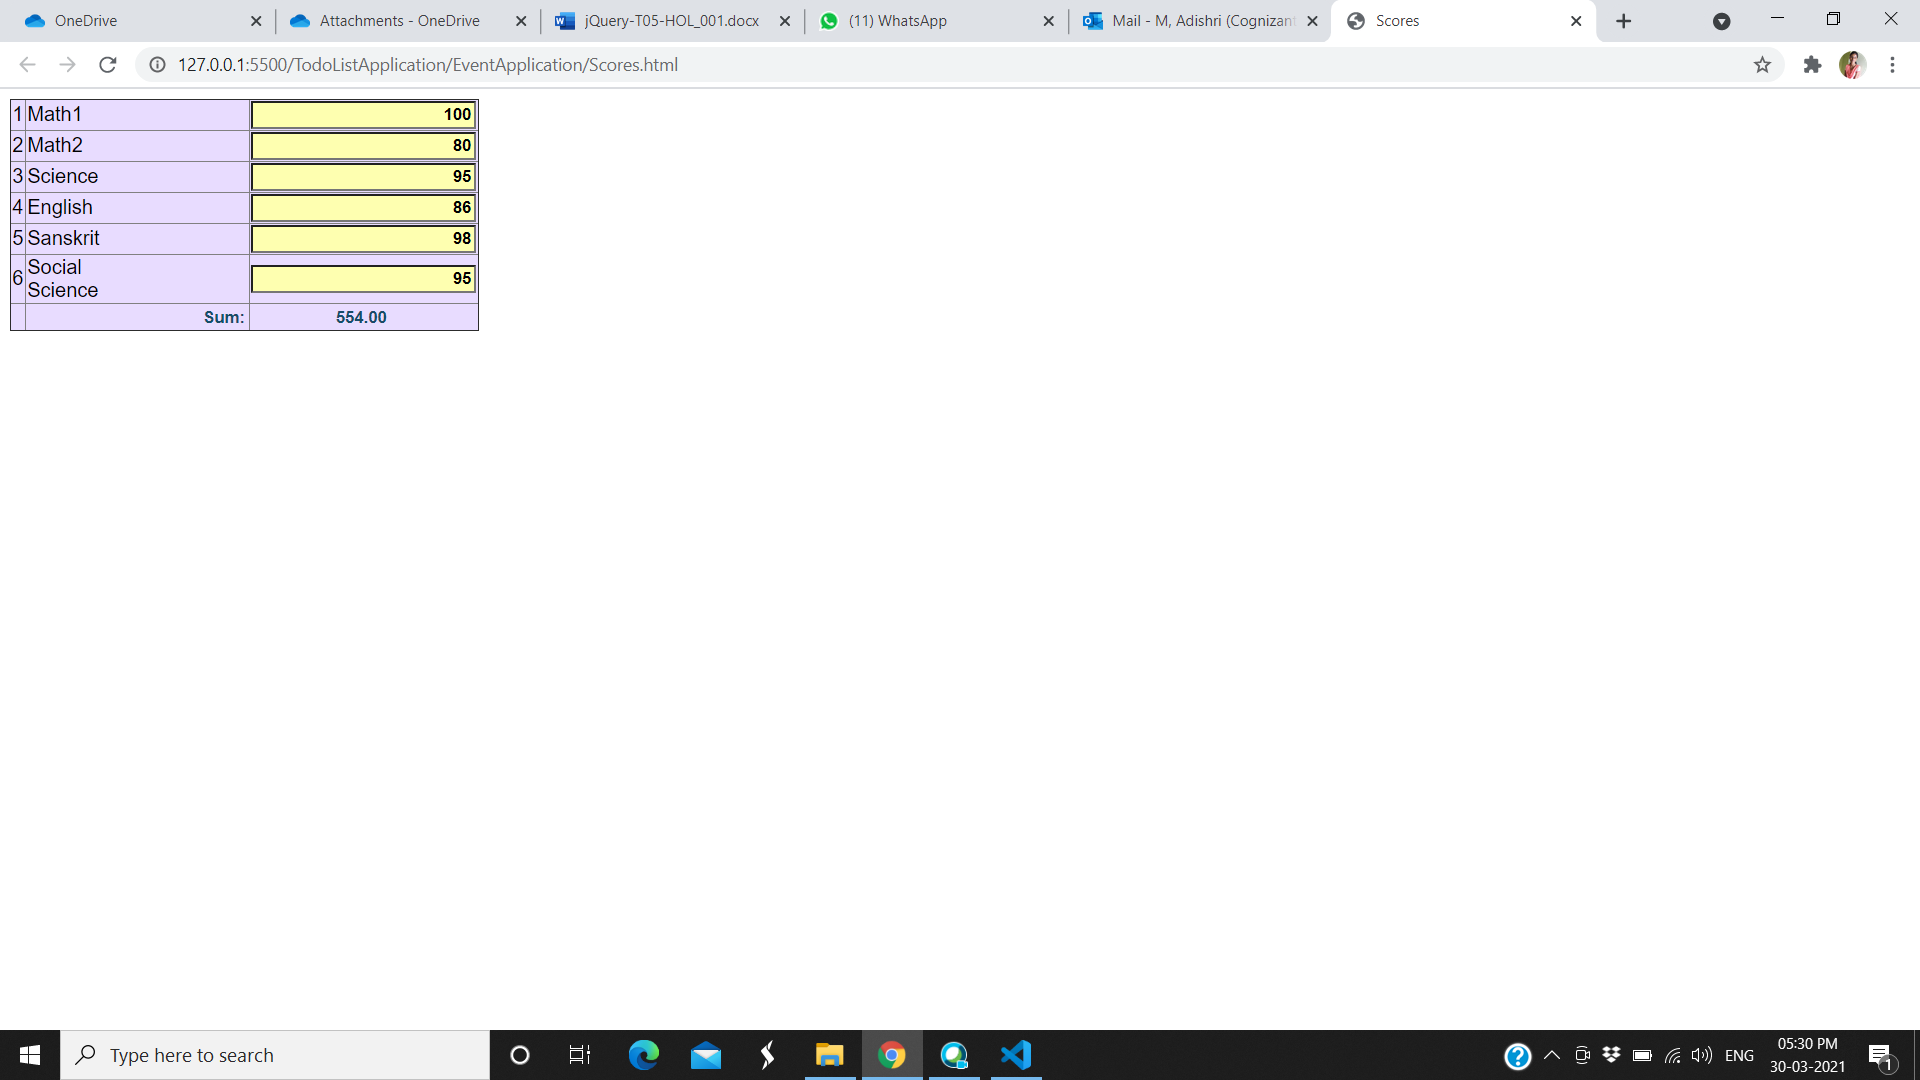 OneDrive
Attachments - OneDrive
jQuery-T05-HOL_001.docx
(11) WhatsApp
Mail - M, Adishri (Cognizant
Scores
127.0.0.1:5500/TodoListApplication/EventApplication/Scores.html
1 Math1 100
2 Math2 80
3 Science 95
4 English 86
5 Sanskrit 98
6 Social Science 95
Sum: 554.00
Type here to search
ENG
05:30 PM
30-03-2021
1